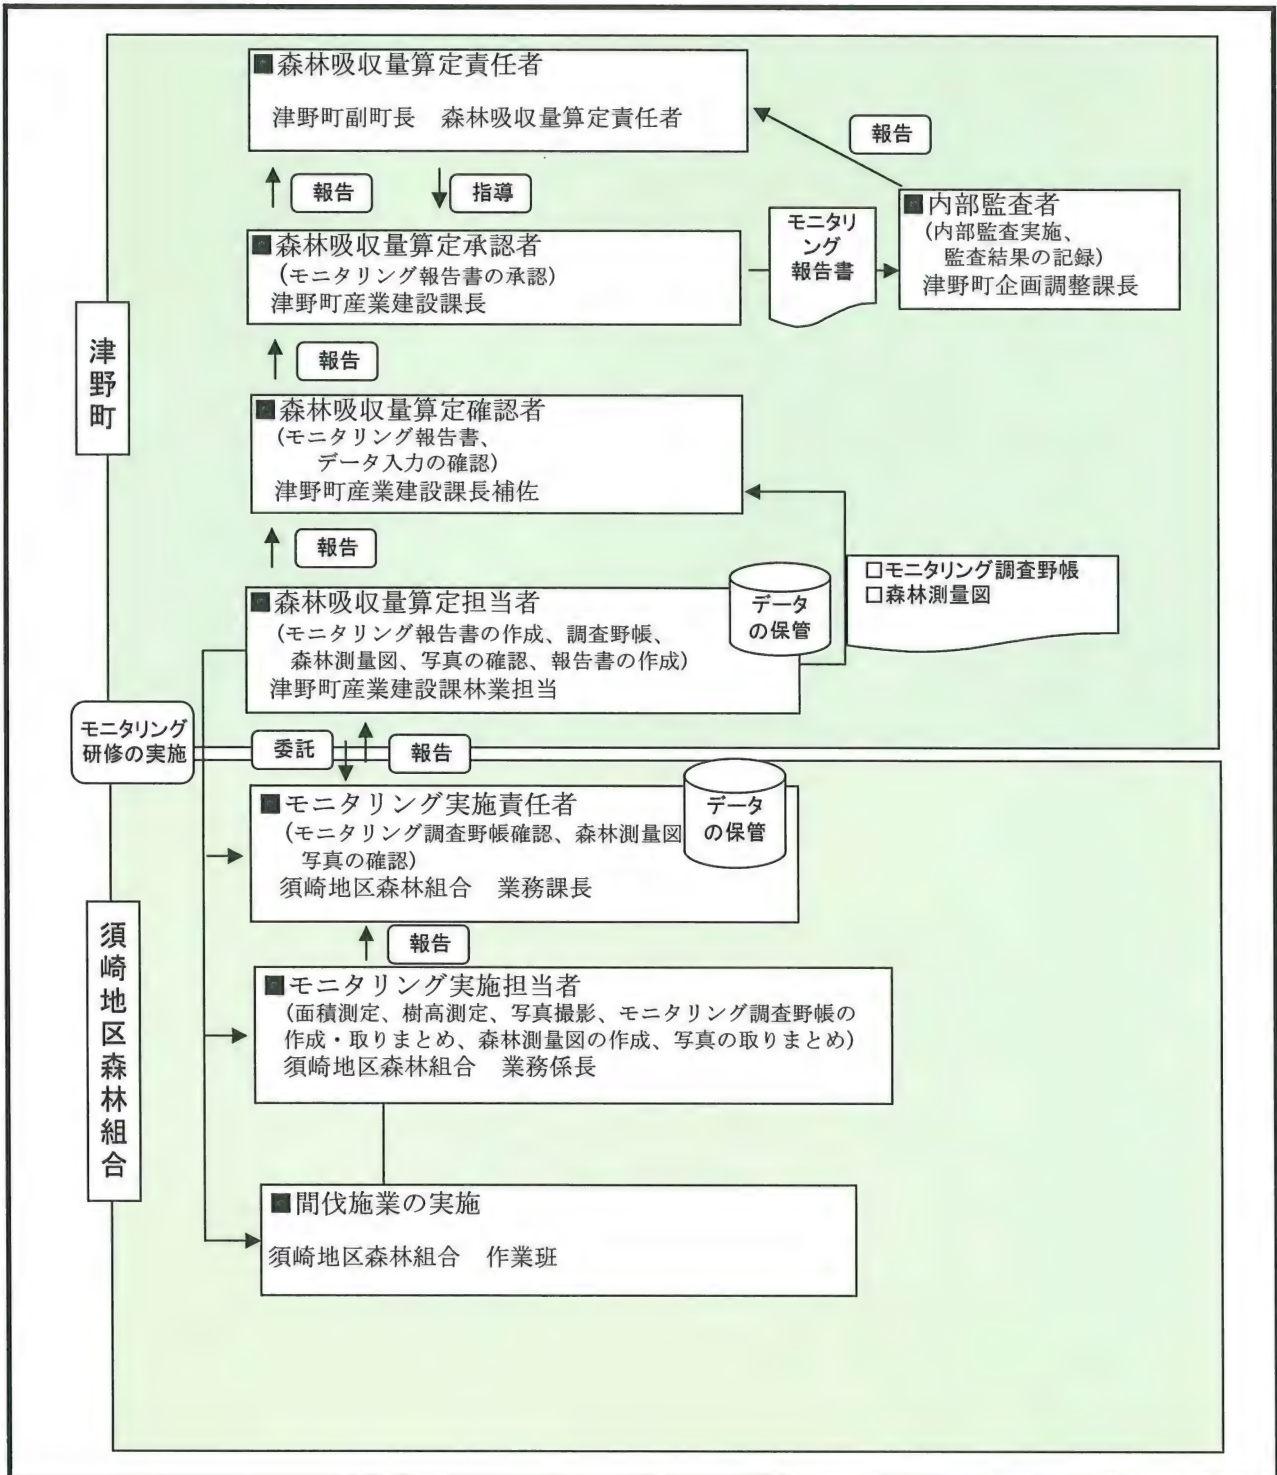 ■森林吸収量算定責任者
津野町副町長　森林吸収量算定責任者
報告
報告
指導
■内部監査者
(内部監査実施、
監査結果の記録)
津野町企画調整課長
モニタリ
ング
報告書
■森林吸収量算定承認者
(モニタリング報告書の承認)
津野町産業建設課長
津野町
報告
■森林吸収量算定確認者
(モニタリング報告書、
データ入力の確認)
津野町産業建設課長補佐
報告
□モニタリング調査野帳
□森林測量図
■森林吸収量算定担当者
(モニタリング報告書の作成、調査野帳、
森林測量図、写真の確認、報告書の作成)
津野町産業建設課林業担当
データ
の保管
モニタリング
研修の実施
委託
報告
■モニタリング実施責任者
(モニタリング調査野帳確認、森林測量図
写真の確認)
須崎地区森林組合　業務課長
データ
の保管
須崎地区森林組合
報告
■モニタリング実施担当者
(面積測定、樹高測定、写真撮影、モニタリング調査野帳の
作成・取りまとめ、森林測量図の作成、写真の取りまとめ)
須崎地区森林組合　業務係長
■間伐施業の実施
須崎地区森林組合　作業班